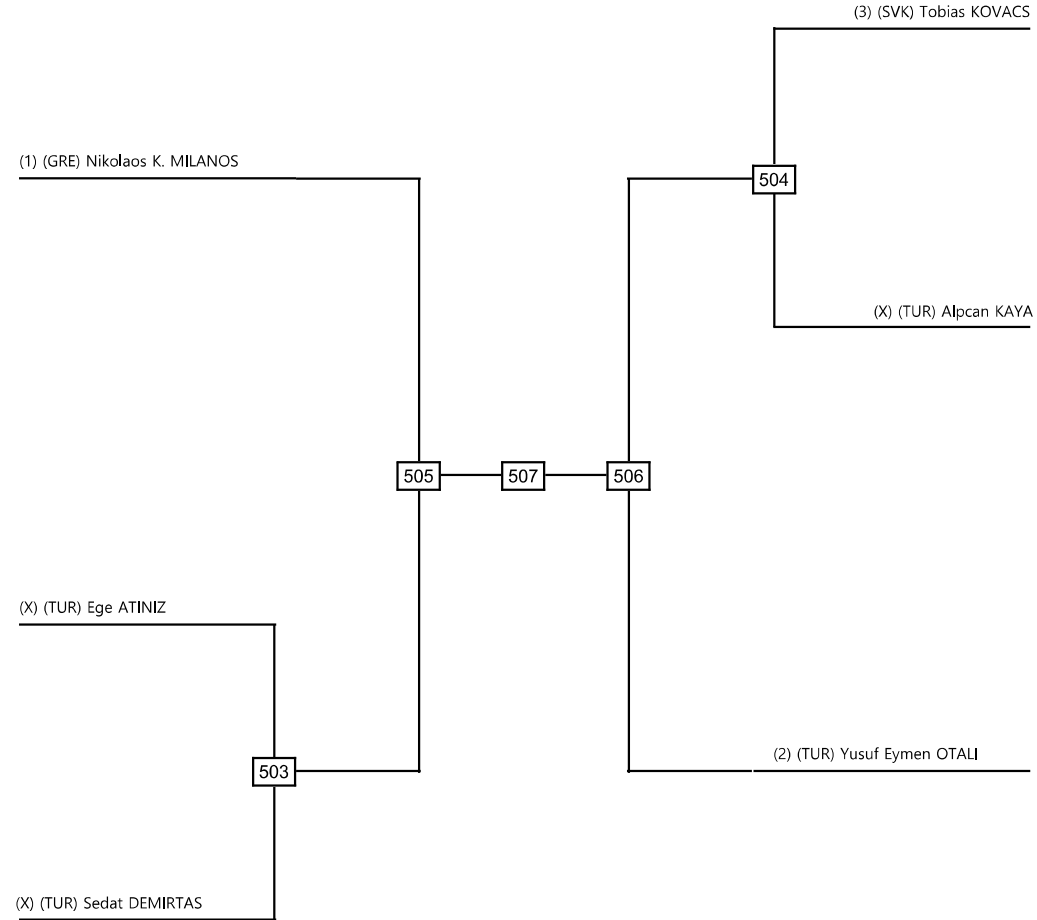 (3) (SVK) Tobias KOVACS
(1) (GRE) Nikolaos K. MILANOS
504
(X) (TUR) Alpcan KAYA
505
507
506
(X) (TUR) Ege ATINIZ
(2) (TUR) Yusuf Eymen OTALI
503
(X) (TUR) Sedat DEMIRTAS